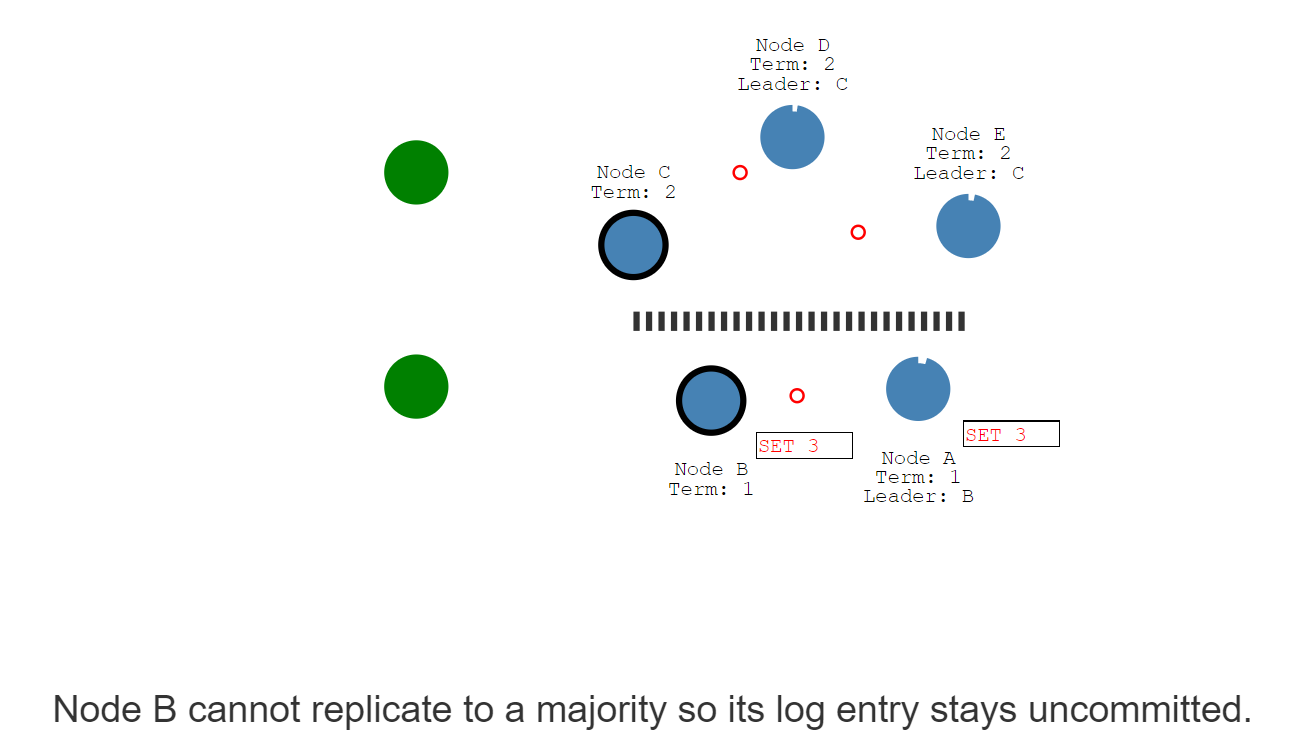 Node D
Term: 2
Leader: C
Node E
Term: 2
Leader: C
Node C
Term: 2
SET 3
Node B
Term: 1
SET 3
Node A
Term: 1
Leader: B
Node B cannot replicate to a majority so its log entry stays uncommitted.